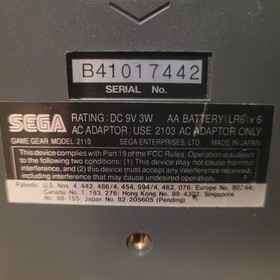 B41017442
SERIAL No.
SEGA RATING: DC 9V 3W AA BATTERY (LR6) x 6
AC ADAPTOR: USE 2103 AC ADAPTOR ONLY
GAME GEAR MODEL: 2110 SEGA ENTERPRISES, LTD. MADE IN JAPAN
This device complies with Part 15 of the FCC Rules. Operation is subject
to the following two conditions: (1) This device may not cause harmful
interference, and (2) this device must accept any interference received,
including interference that may cause undesired operation.
Patents: U.S. Nos. 4,442,486/4,454,594/4,462,076; Europe No. 80244;
Canada No. 1,183,276; Hong Kong No. 88-4302; Singapore
No. 88-155; Japan No. 82-205605 (Pending)